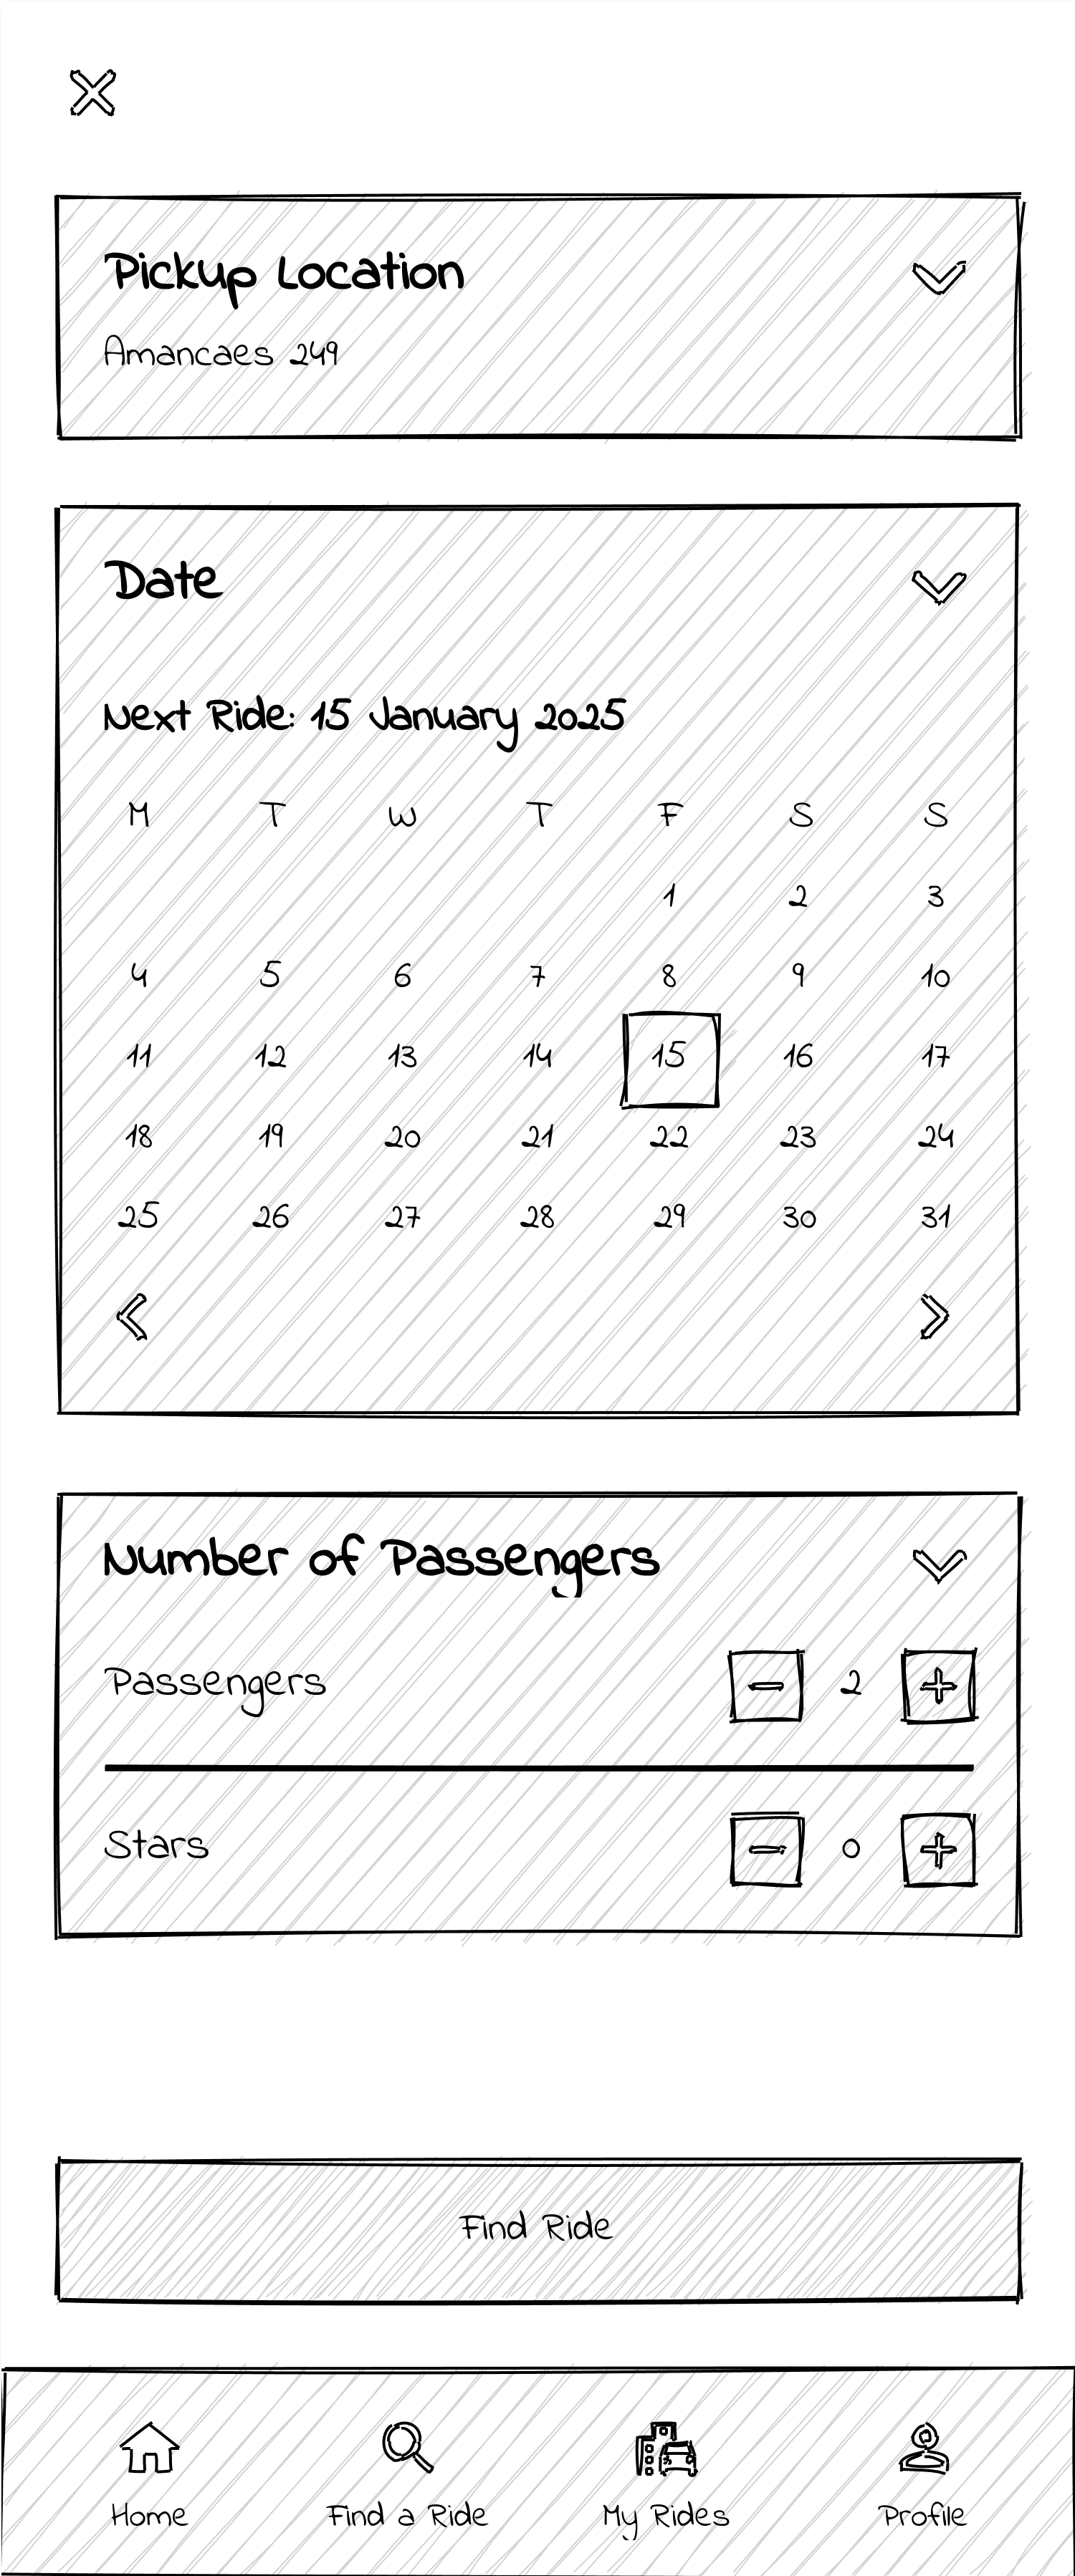 Pickup Location
Amancaes 249
Date
Next Ride: 15 January 2025
M T W T F S S
1 2 3
4 5 6 7 8 9 10
11 12 13 14 15 16 17
18 19 20 21 22 23 24
25 26 27 28 29 30 31
Number of Passengers
Passengers 2
Stars 0
Find Ride
Home Find a Ride My Rides Profile